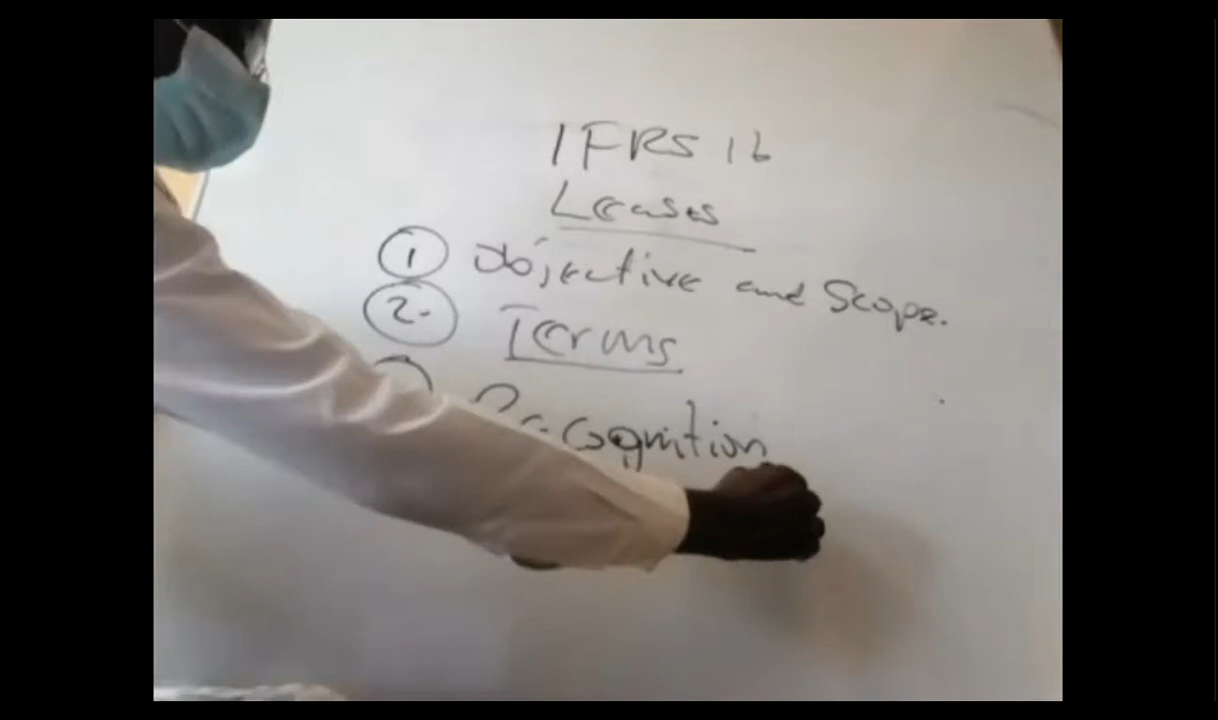 IFRS 16
Leases
1 Objective and Scope.
2. Terms
Recognition